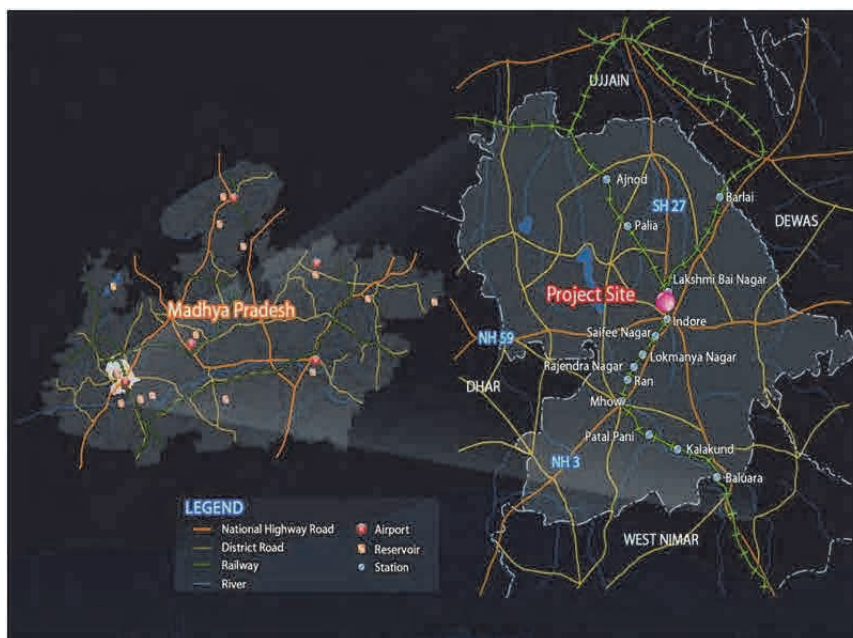 UJJAIN
Ajnod
Barlai
SH 27
DEWAS
Palia
Lakshmi Bai Nagar
Project Site
Madhya Pradesh
Indore
Saifee Nagar
NH 59
Lokmanya Nagar
Rajendra Nagar
DHAR
Ran
Mhow
Patal Pani
Kalakund
NH 3
Baluara
WEST NIMAR
LEGEND
National Highway Road
District Road
Railway
River
Airport
Reservoir
Station